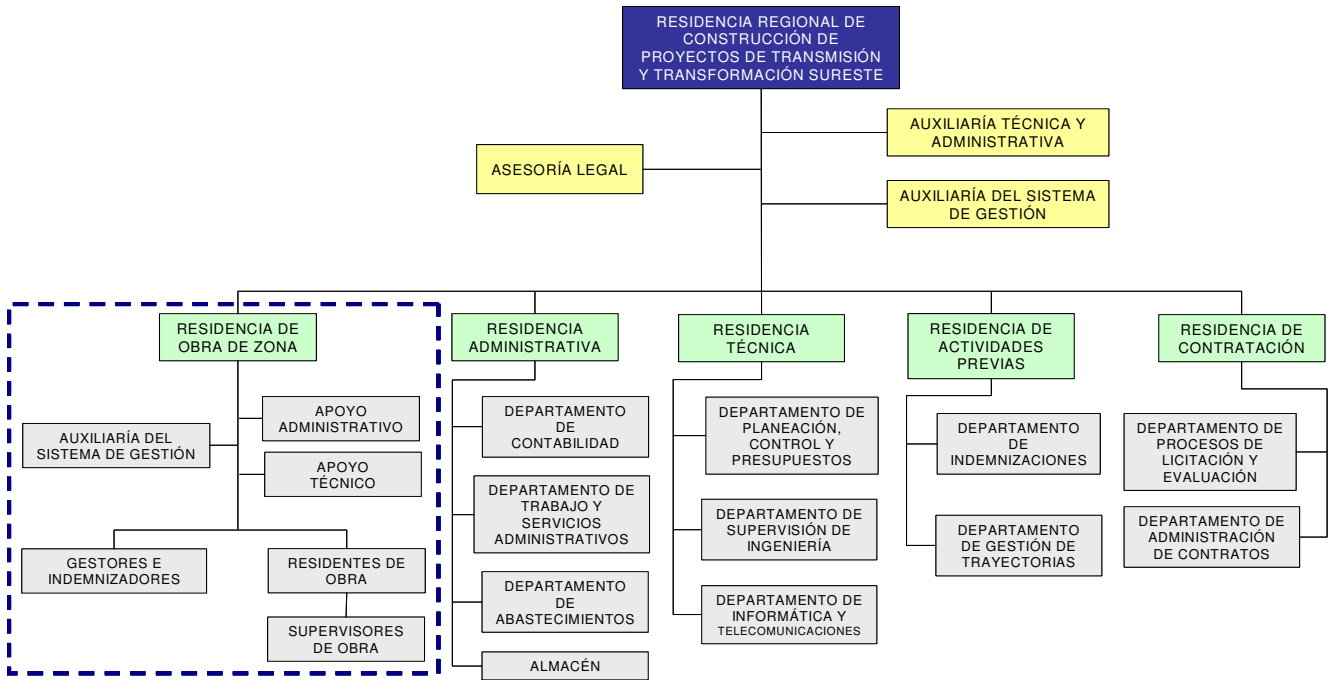 RESIDENCIA REGIONAL DE
CONSTRUCCIÓN DE
PROYECTOS DE TRANSMISIÓN
Y TRANSFORMACIÓN SURESTE
AUXILIARÍA TÉCNICA Y
ADMINISTRATIVA
ASESORÍA LEGAL
AUXILIARÍA DEL SISTEMA
DE GESTIÓN
RESIDENCIA DE
OBRA DE ZONA
APOYO
ADMINISTRATIVO
AUXILIARÍA DEL
SISTEMA DE GESTIÓN
APOYO
TÉCNICO
GESTORES E
INDEMNIZADORES
RESIDENTES DE
OBRA
SUPERVISORES
DE OBRA
RESIDENCIA
ADMINISTRATIVA
DEPARTAMENTO
DE
CONTABILIDAD
DEPARTAMENTO DE
TRABAJO Y
SERVICIOS
ADMINISTRATIVOS
DEPARTAMENTO
DE
ABASTECIMIENTOS
ALMACÉN
RESIDENCIA
TÉCNICA
DEPARTAMENTO DE
PLANEACIÓN,
CONTROL Y
PRESUPUESTOS
DEPARTAMENTO DE
SUPERVISIÓN DE
INGENIERÍA
DEPARTAMENTO DE
INFORMÁTICA Y
TELECOMUNICACIONES
RESIDENCIA DE
ACTIVIDADES
PREVIAS
DEPARTAMENTO
DE
INDEMNIZACIONES
DEPARTAMENTO
DE GESTIÓN DE
TRAYECTORIAS
RESIDENCIA DE
CONTRATACIÓN
DEPARTAMENTO DE
PROCESOS DE
LICITACIÓN Y
EVALUACIÓN
DEPARTAMENTO DE
ADMINISTRACIÓN
DE CONTRATOS